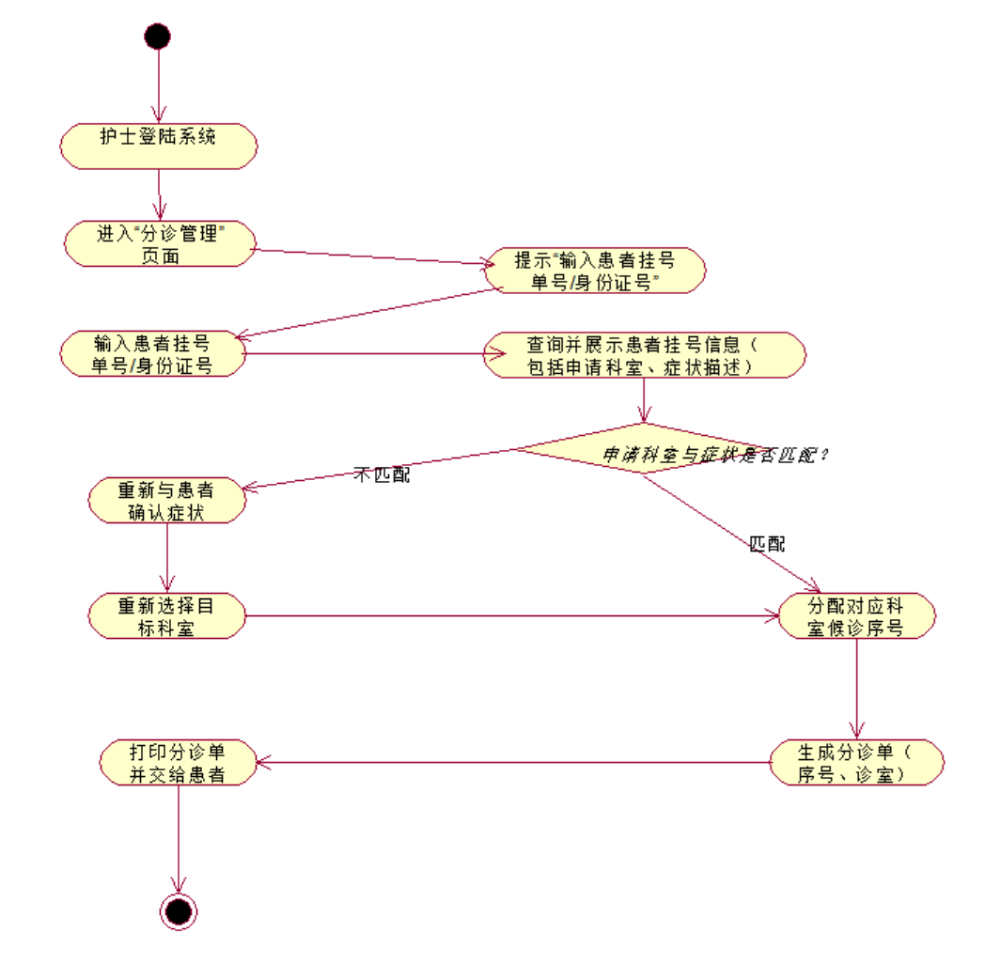 护士登陆系统
进入“分诊管理”
页面
提示“输入患者挂号
单号/身份证号”
输入患者挂号
单号/身份证号
查询并展示患者挂号信息（
包括申请科室、症状描述）
申请科室与症状是否匹配？
不匹配
重新与患者
确认症状
匹配
重新选择目
标科室
分配对应科
室候诊序号
打印分诊单
并交给患者
生成分诊单（
序号、诊室）